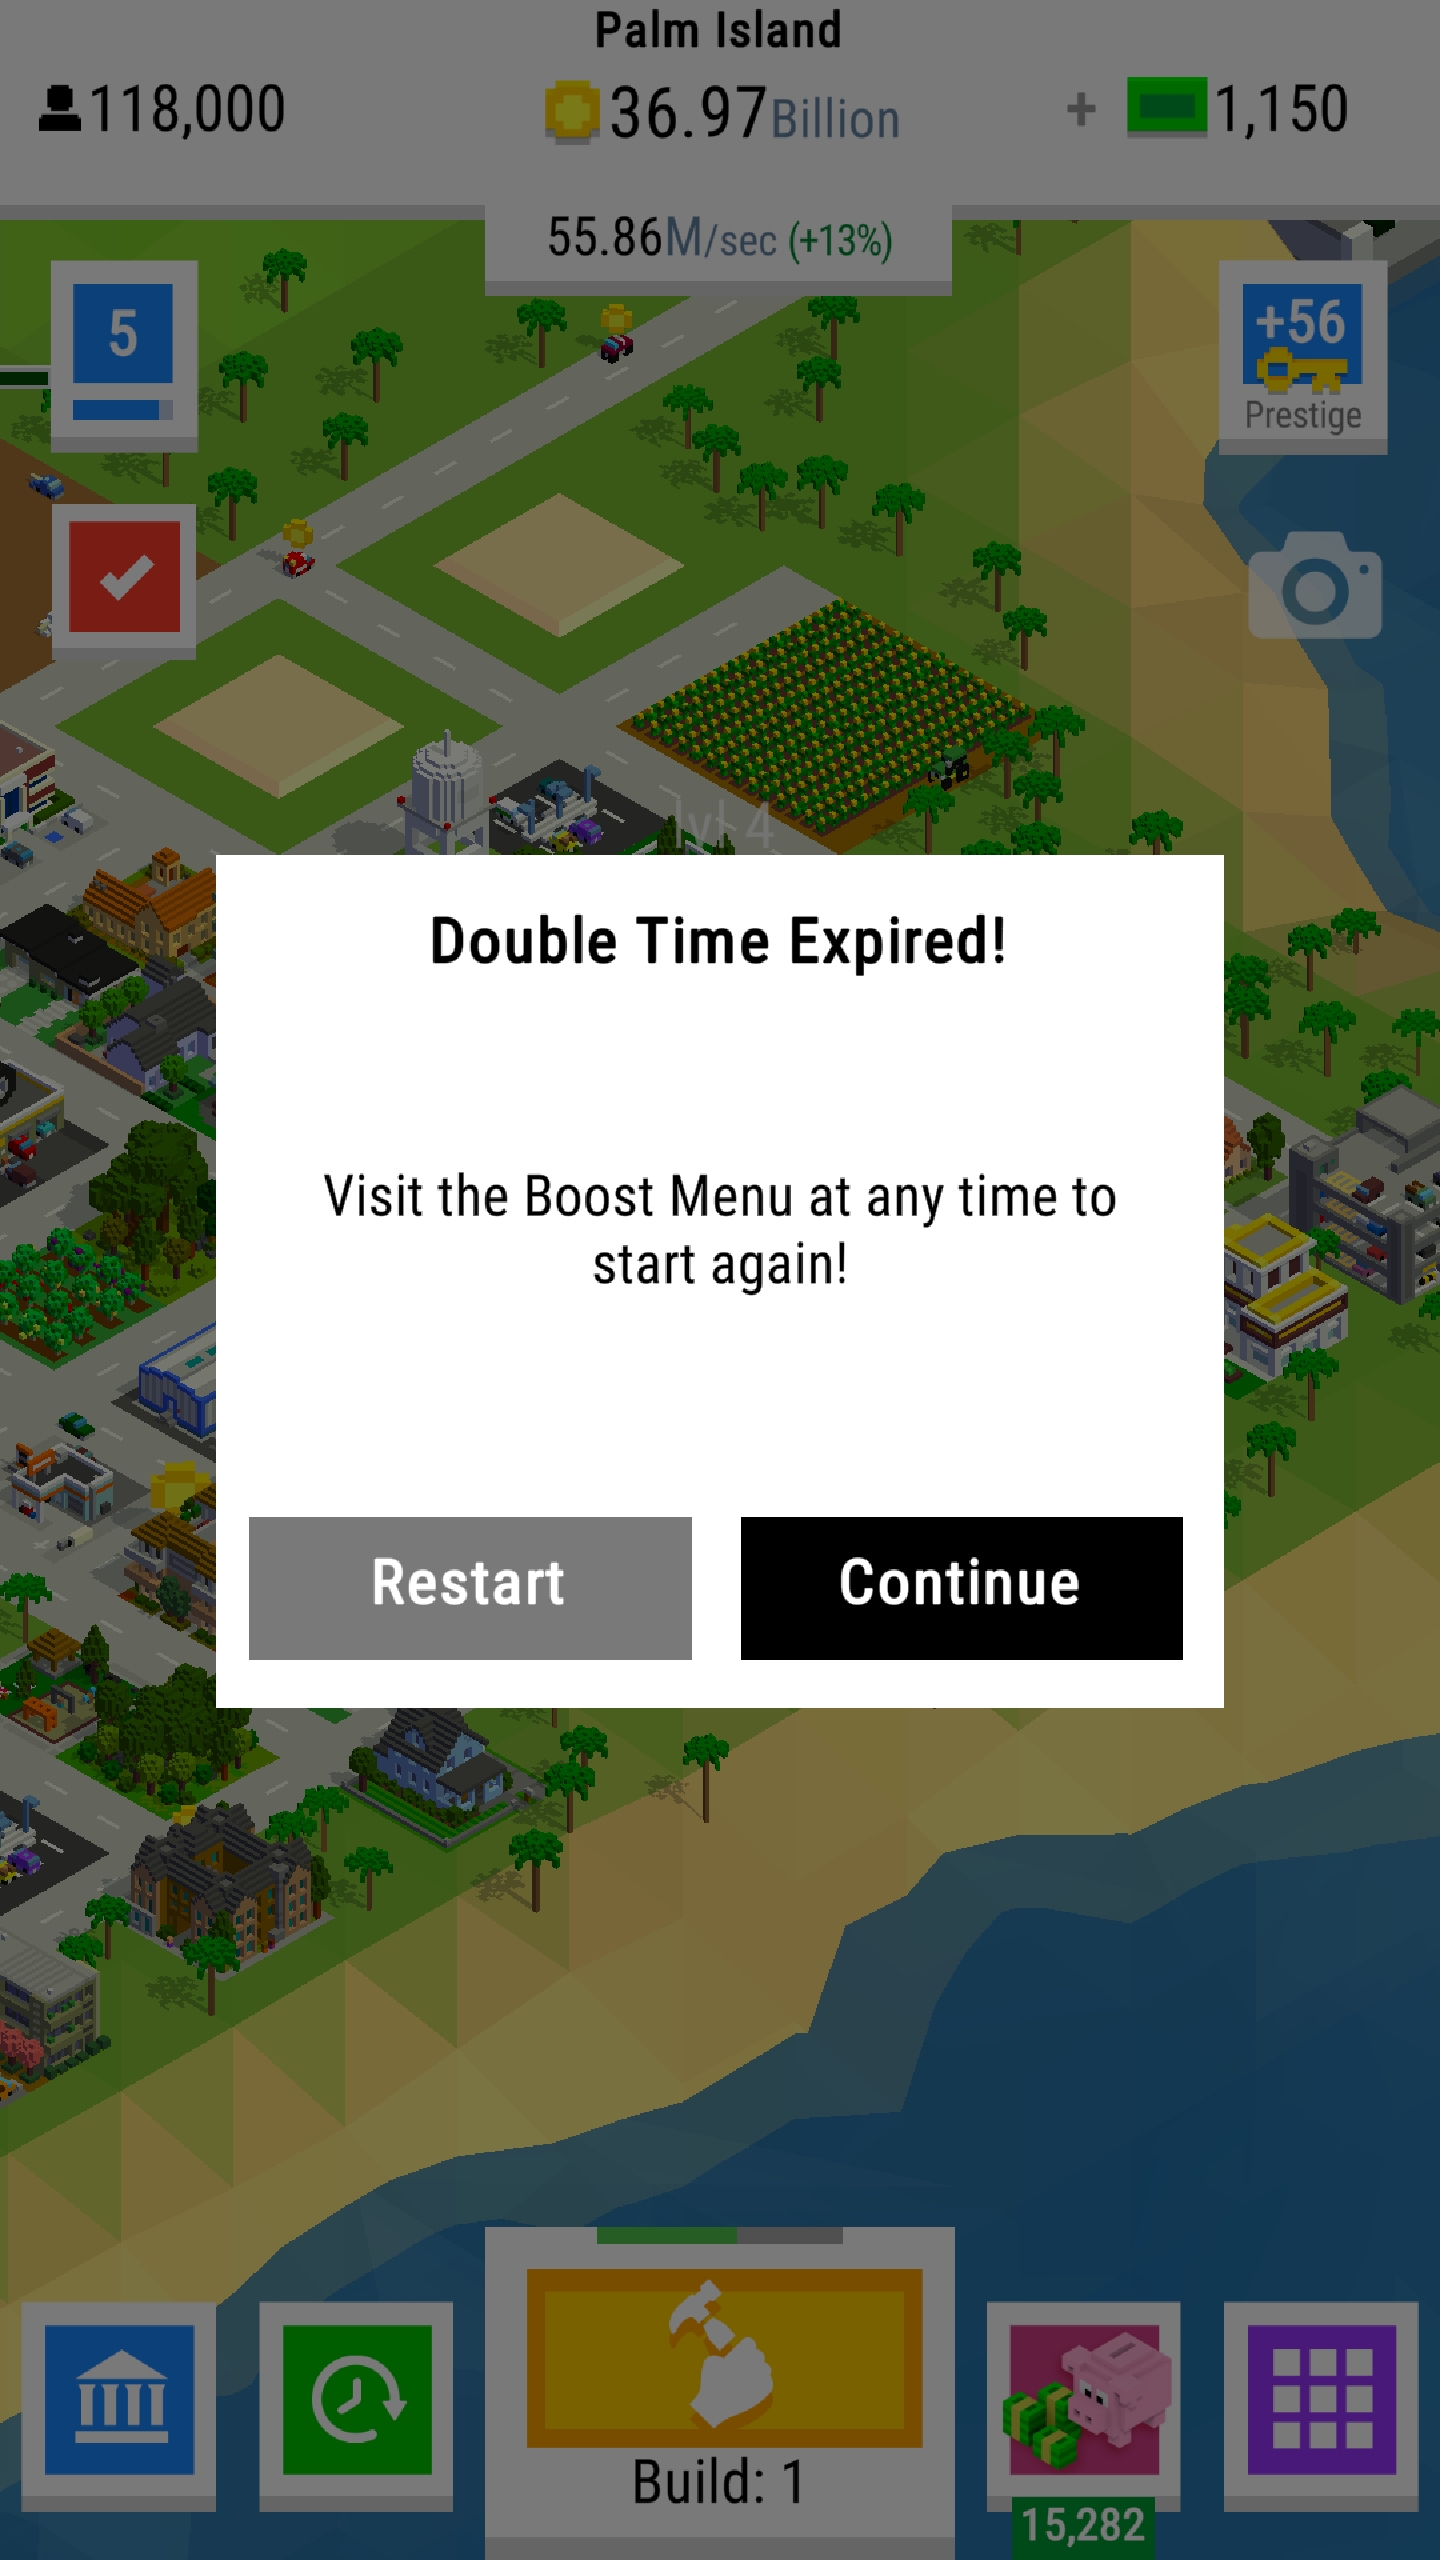 Palm Island
118,000
36.97Billion
+ 1,150
55.86M/sec (+13%)
5
+56
Prestige
lvl 4
Double Time Expired!
Visit the Boost Menu at any time to
start again!
Restart
Continue
Build: 1
15,282